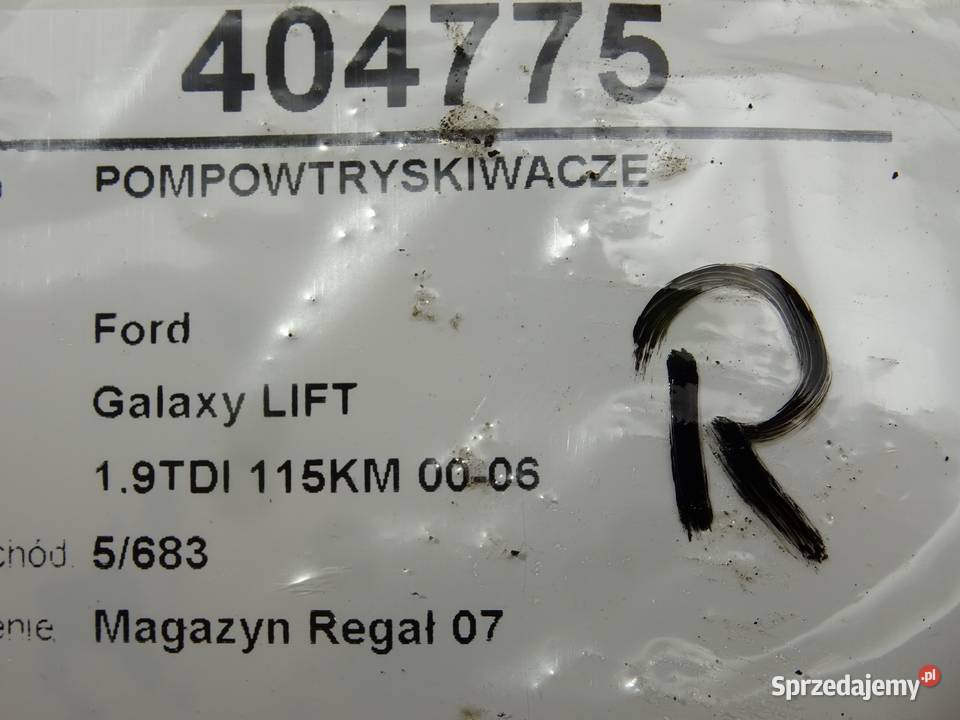 404775
POMPOWTRYSKIWACZE
Ford
Galaxy LIFT
1.9TDI 115KM 00-06
chód. 5/683
enie. Magazyn Regał 07
R
Sprzedajemy.pl